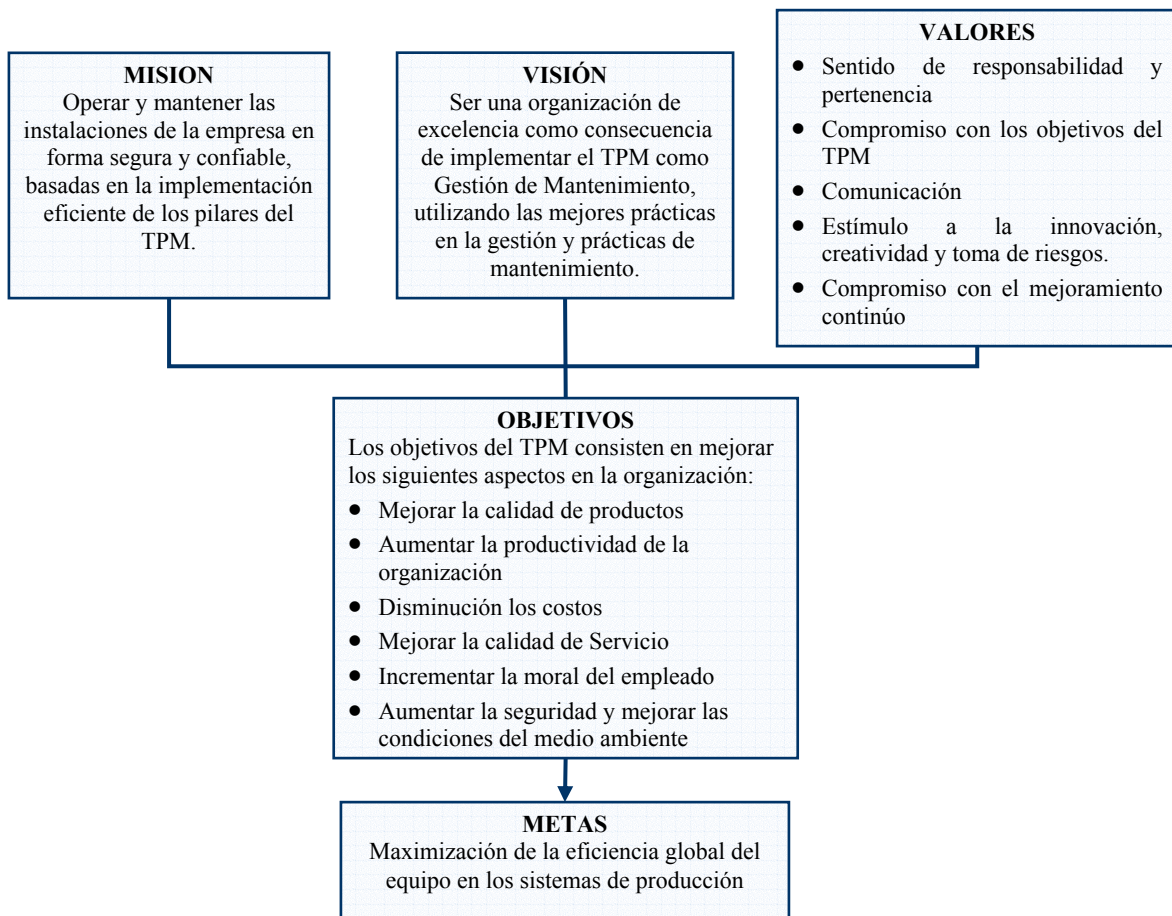 MISION
Operar y mantener las
instalaciones de la empresa en
forma segura y confiable,
basadas en la implementación
eficiente de los pilares del
TPM.
VISIÓN
Ser una organización de
excelencia como consecuencia
de implementar el TPM como
Gestión de Mantenimiento,
utilizando las mejores prácticas
en la gestión y prácticas de
mantenimiento.
VALORES
• Sentido de responsabilidad y
pertenencia
• Compromiso con los objetivos del
TPM
• Comunicación
• Estímulo a la innovación,
creatividad y toma de riesgos.
• Compromiso con el mejoramiento
continúo
OBJETIVOS
Los objetivos del TPM consisten en mejorar
los siguientes aspectos en la organización:
• Mejorar la calidad de productos
• Aumentar la productividad de la
organización
• Disminución los costos
• Mejorar la calidad de Servicio
• Incrementar la moral del empleado
• Aumentar la seguridad y mejorar las
condiciones del medio ambiente
METAS
Maximización de la eficiencia global del
equipo en los sistemas de producción